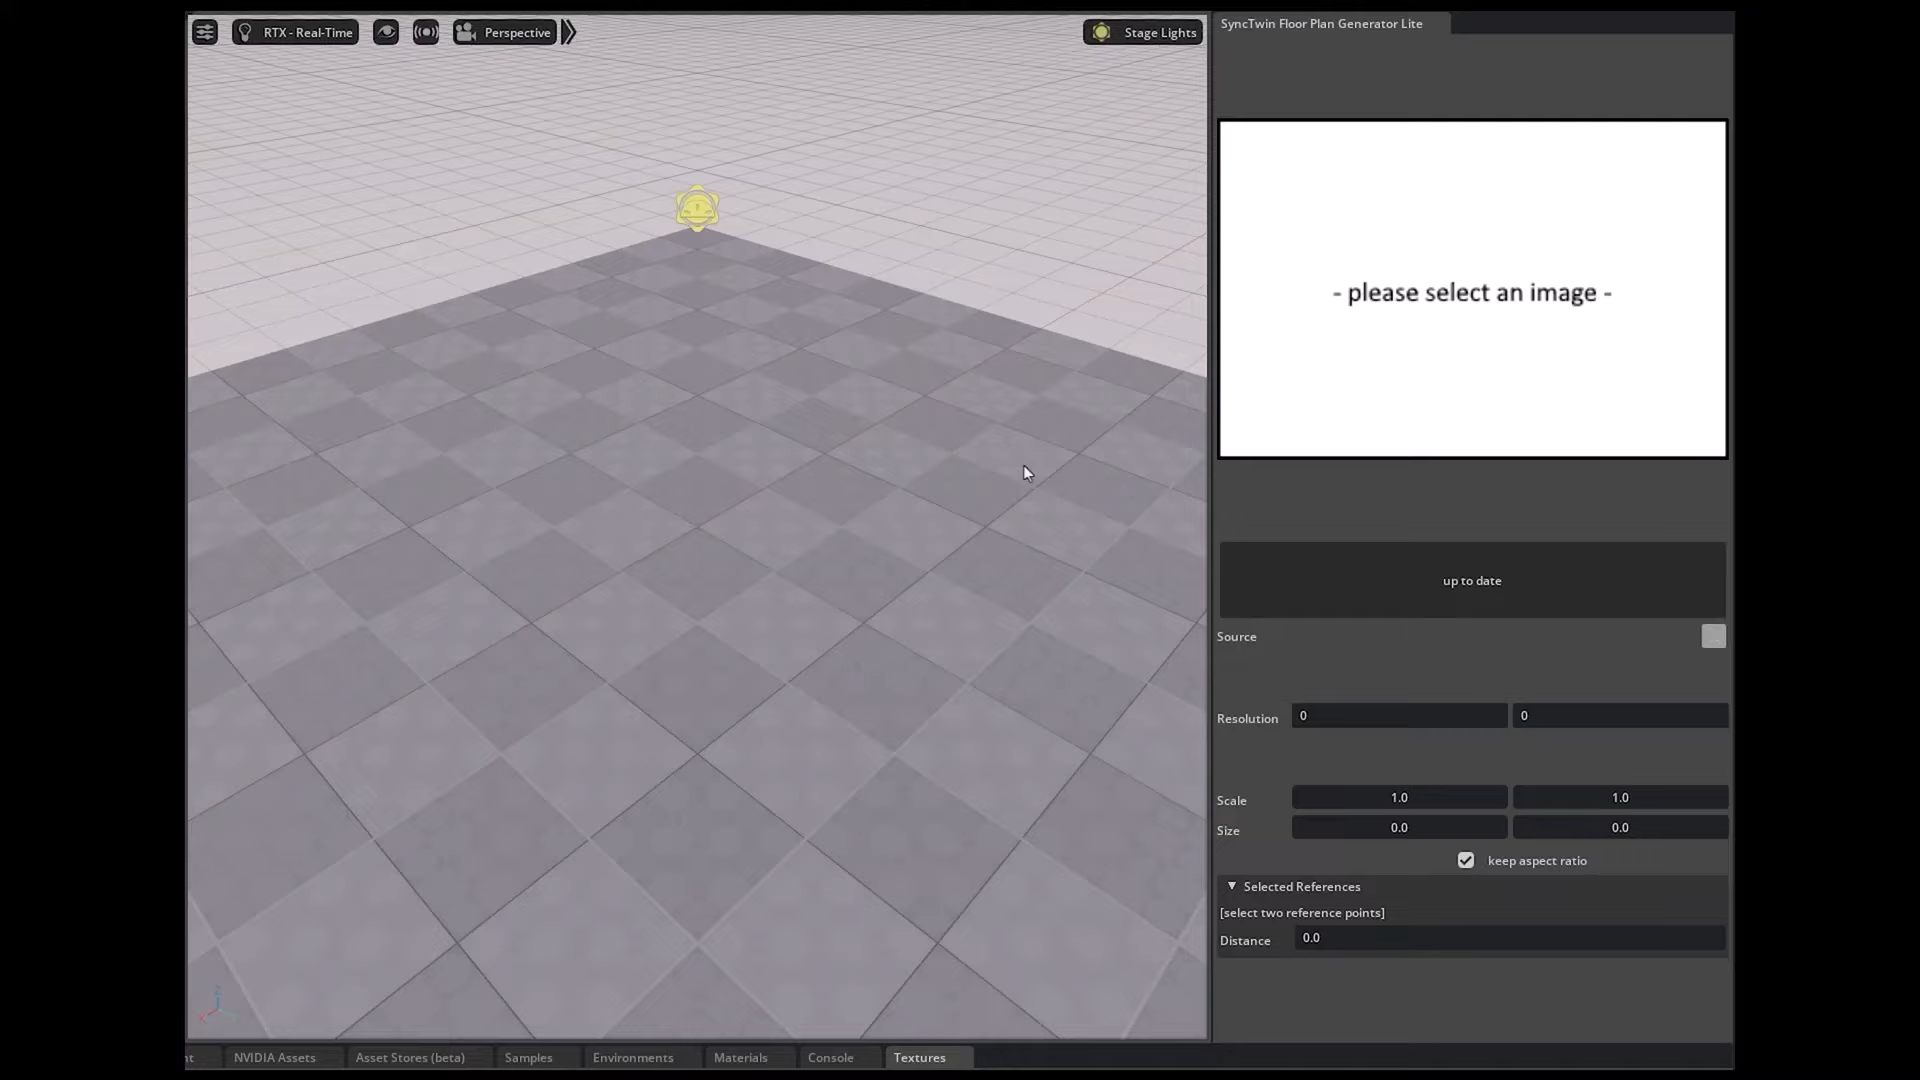 RTX - Real-Time
Perspective
Stage Lights
SyncTwin Floor Plan Generator Lite
- please select an image -
up to date
Source
Resolution
0
0
Scale
1.0
1.0
Size
0.0
0.0
keep aspect ratio
Selected References
[select two reference points]
Distance
0.0
nt
NVIDIA Assets
Asset Stores (beta)
Samples
Environments
Materials
Console
Textures